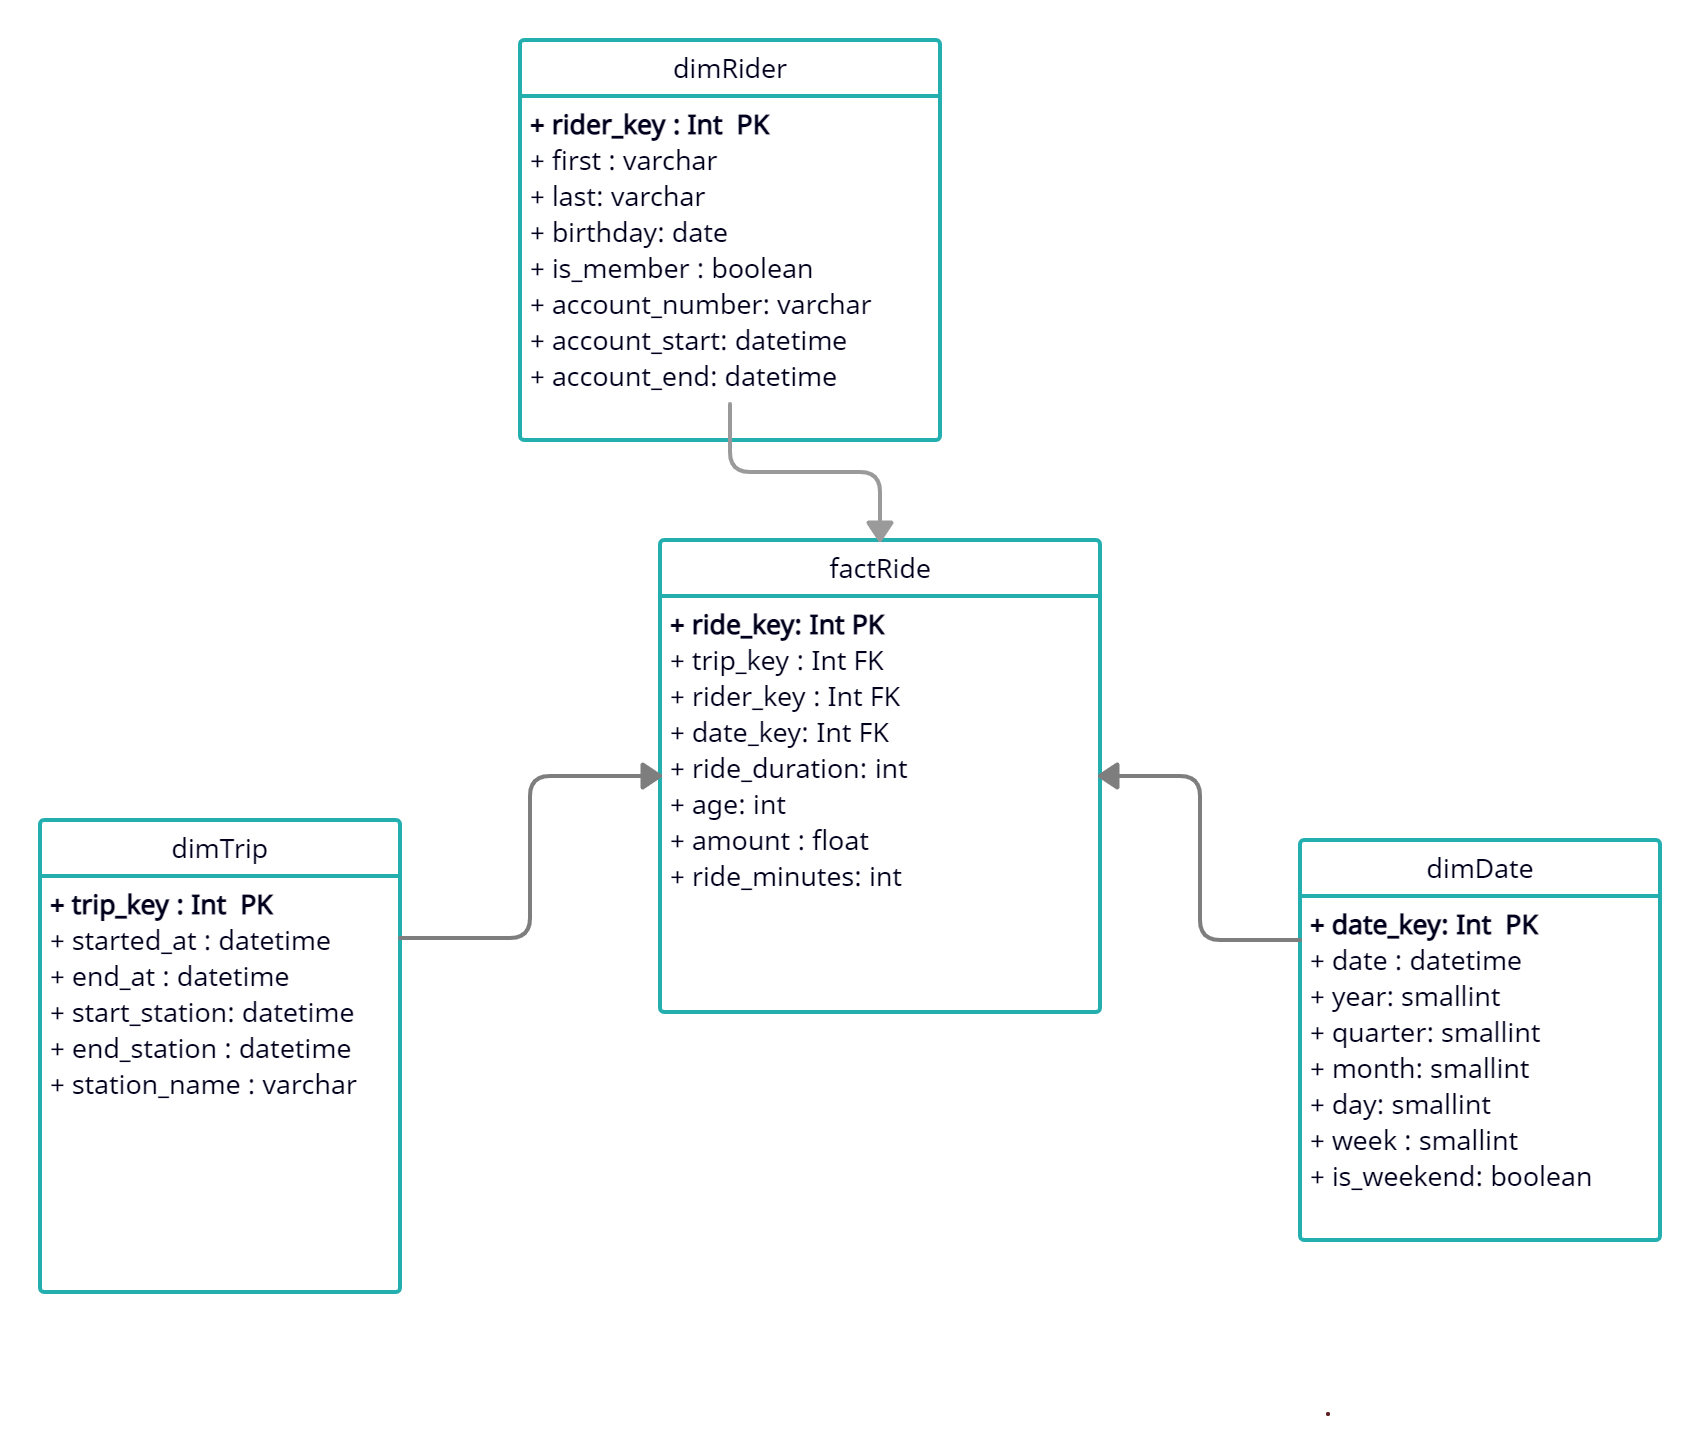 dimRider
+ rider_key : Int  PK
+ first : varchar
+ last: varchar
+ birthday: date
+ is_member : boolean
+ account_number: varchar
+ account_start: datetime
+ account_end: datetime
factRide
+ ride_key: Int PK
+ trip_key : Int FK
+ rider_key : Int FK
+ date_key: Int FK
+ ride_duration: int
+ age: int
+ amount : float
+ ride_minutes: int
dimTrip
+ trip_key : Int  PK
+ started_at : datetime
+ end_at : datetime
+ start_station: datetime
+ end_station : datetime
+ station_name : varchar
dimDate
+ date_key: Int  PK
+ date : datetime
+ year: smallint
+ quarter: smallint
+ month: smallint
+ day: smallint
+ week : smallint
+ is_weekend: boolean